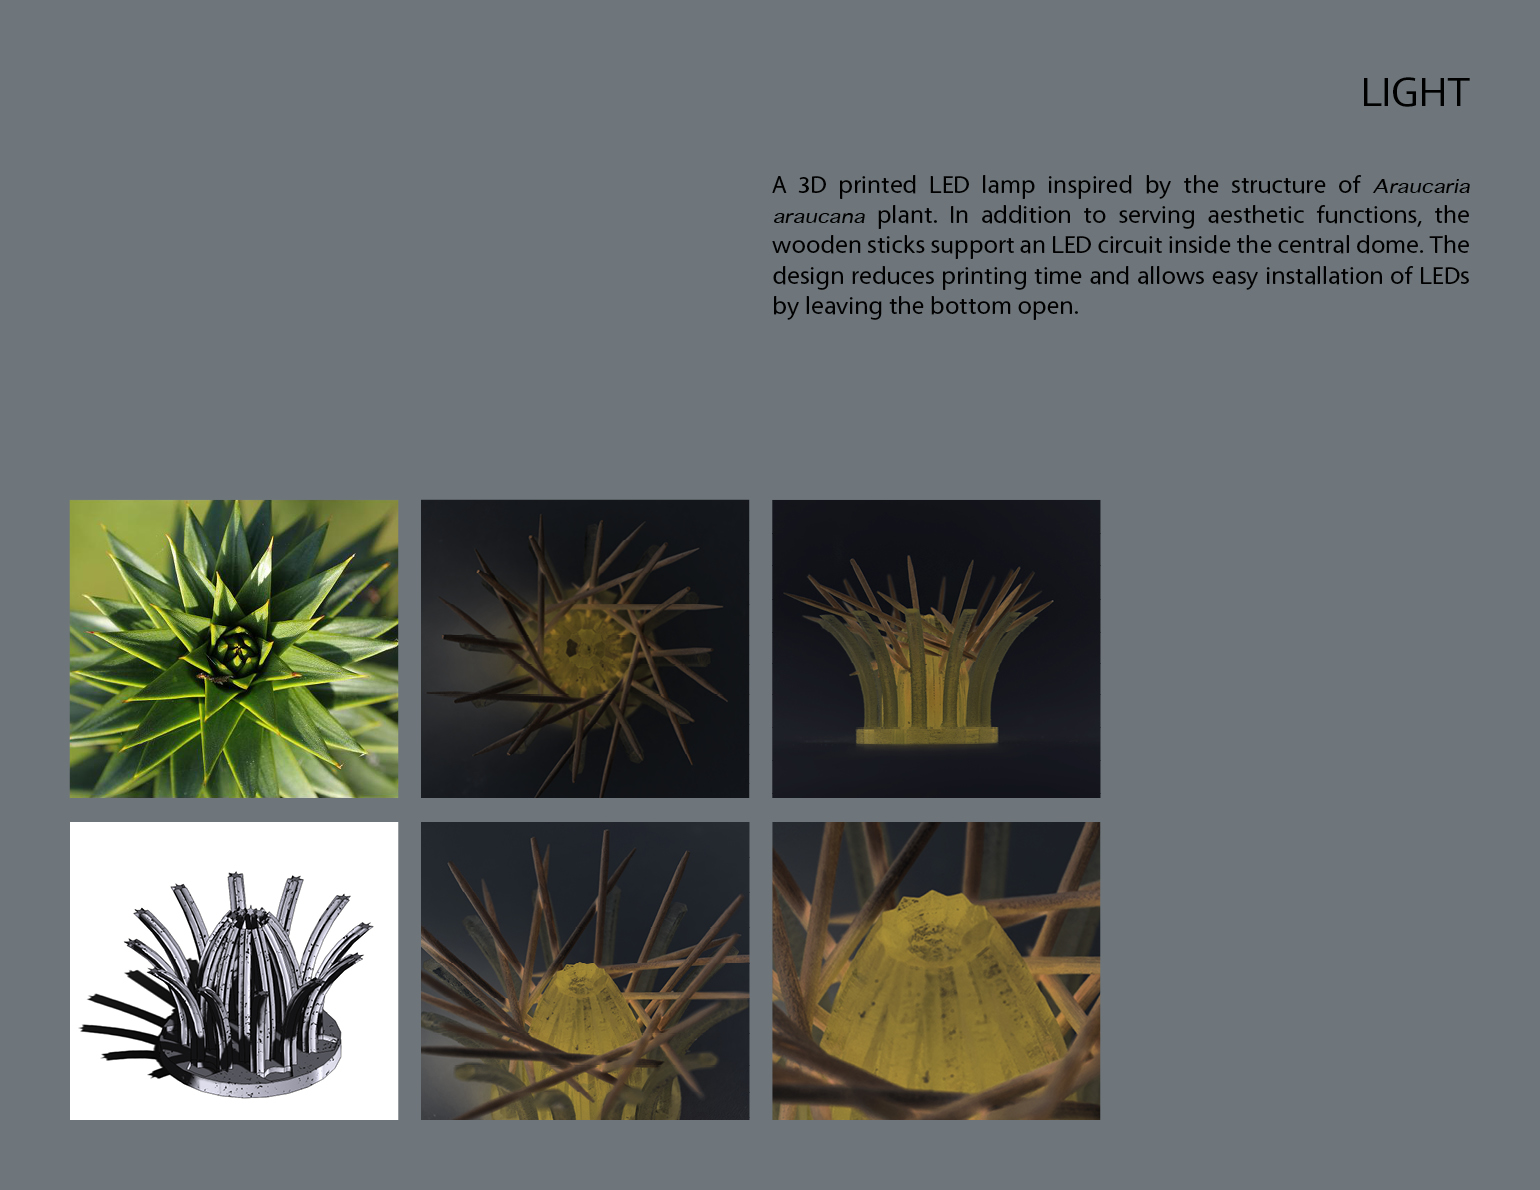 LIGHT
A 3D printed LED lamp inspired by the structure of Araucaria
araucana plant. In addition to serving aesthetic functions, the
wooden sticks support an LED circuit inside the central dome. The
design reduces printing time and allows easy installation of LEDs
by leaving the bottom open.